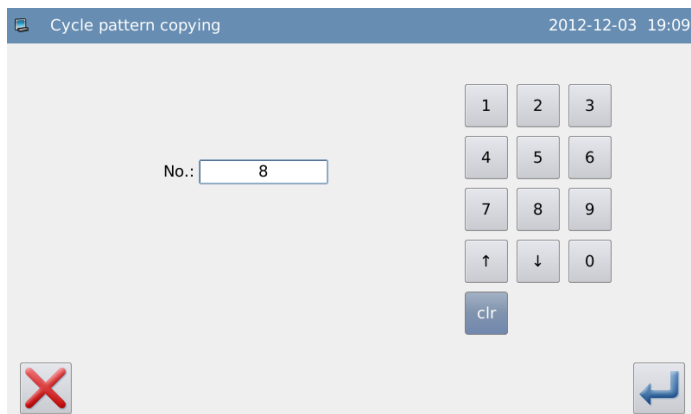 Cycle pattern copying 2012-12-03 19:09
1 2 3
No.: 8
4 5 6
7 8 9
↑ ↓ 0
clr